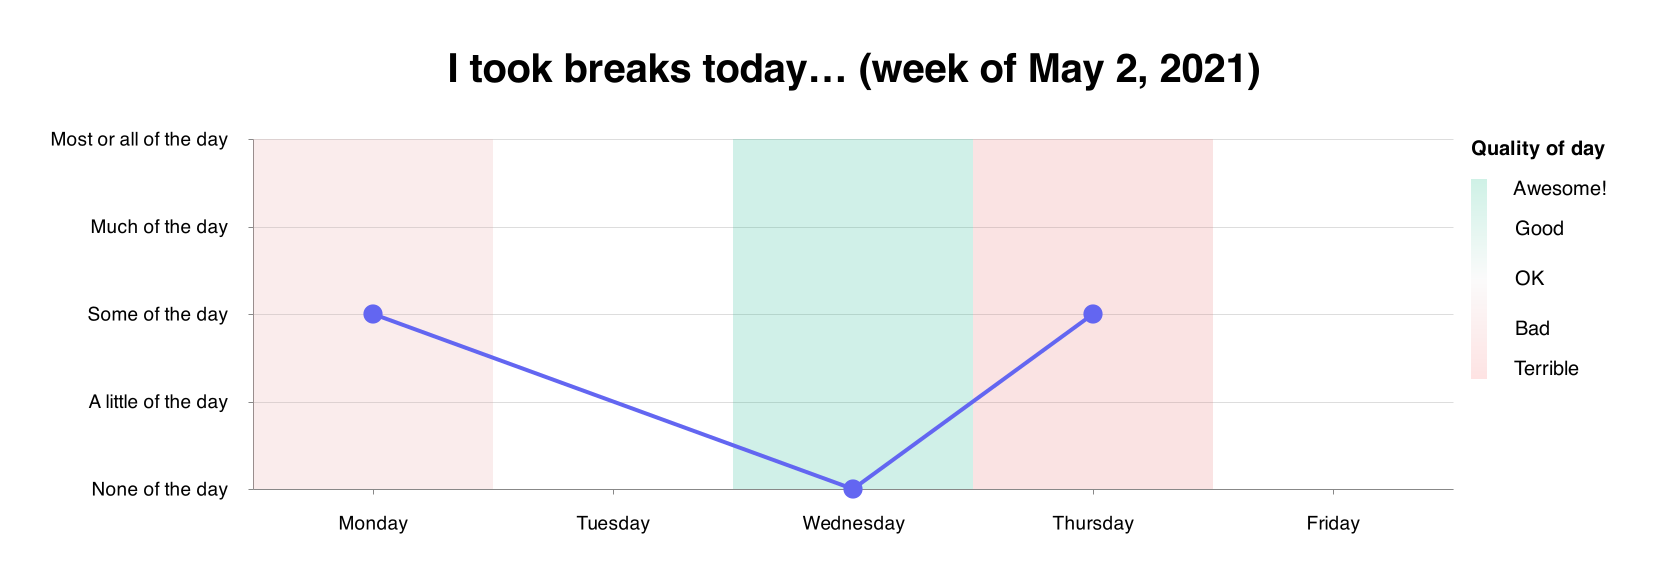 I took breaks today… (week of May 2, 2021)
Most or all of the day
Much of the day
Some of the day
A little of the day
None of the day
Monday
Tuesday
Wednesday
Thursday
Friday
Quality of day
Awesome!
Good
OK
Bad
Terrible